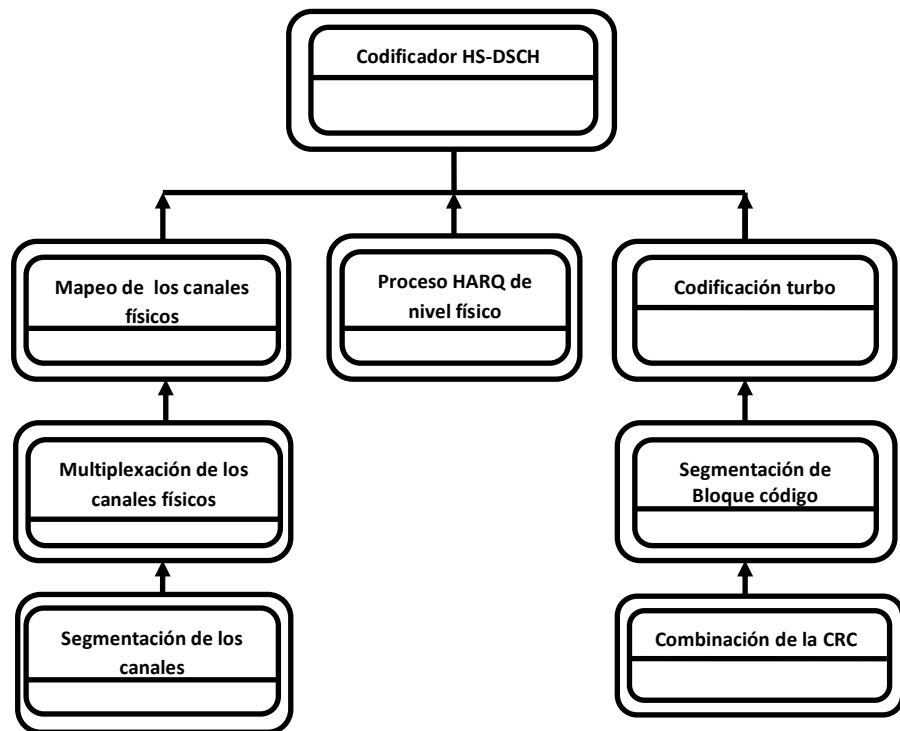 Codificador HS-DSCH
Mapeo de los canales
físicos
Proceso HARQ de
nivel físico
Codificación turbo
Multiplexación de los
canales físicos
Segmentación de
Bloque código
Segmentación de los
canales
Combinación de la CRC